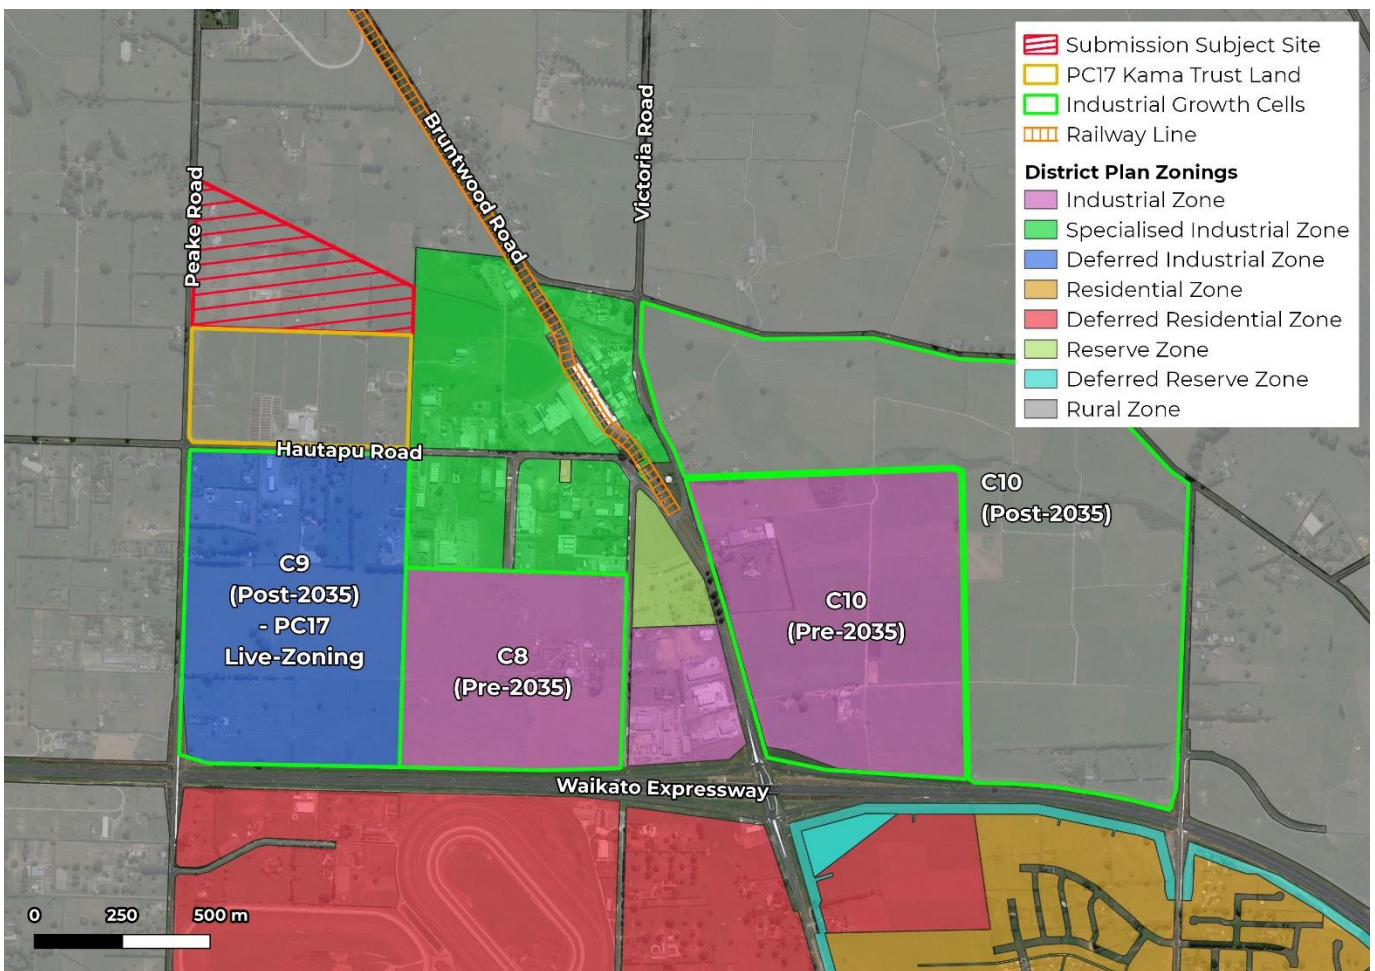 Submission Subject Site
PC17 Kama Trust Land
Industrial Growth Cells
Railway Line
District Plan Zonings
Industrial Zone
Specialised Industrial Zone
Deferred Industrial Zone
Residential Zone
Deferred Residential Zone
Reserve Zone
Deferred Reserve Zone
Rural Zone
Peake Road
Bruntwood Road
Victoria Road
Hautapu Road
C9
(Post-2035)
- PC17
Live-Zoning
C8
(Pre-2035)
C10
(Pre-2035)
C10
(Post-2035)
Waikato Expressway
0 250 500 m